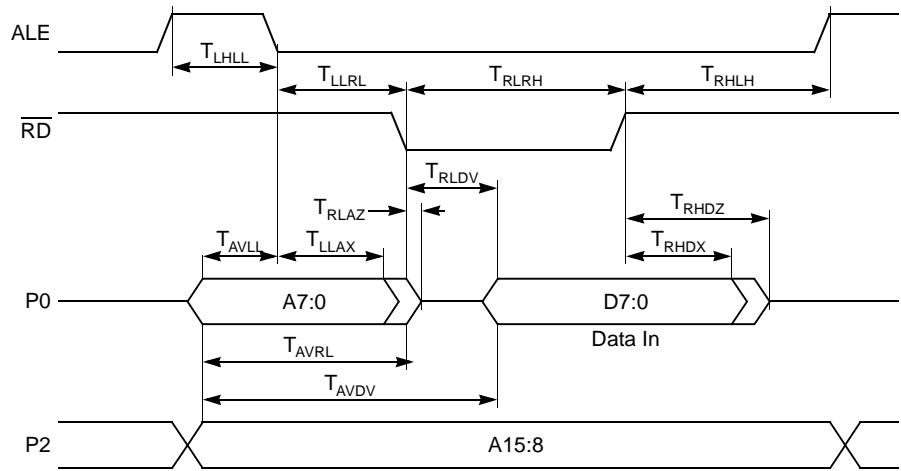 ALE
TLHLL
TLLRL
TRLRH
TRHLH
RD
TRLDV
TRLAZ
TRHDZ
TAVLL
TLLAX
TRHDX
P0
A7:0
D7:0
Data In
TAVRL
TAVDV
P2
A15:8